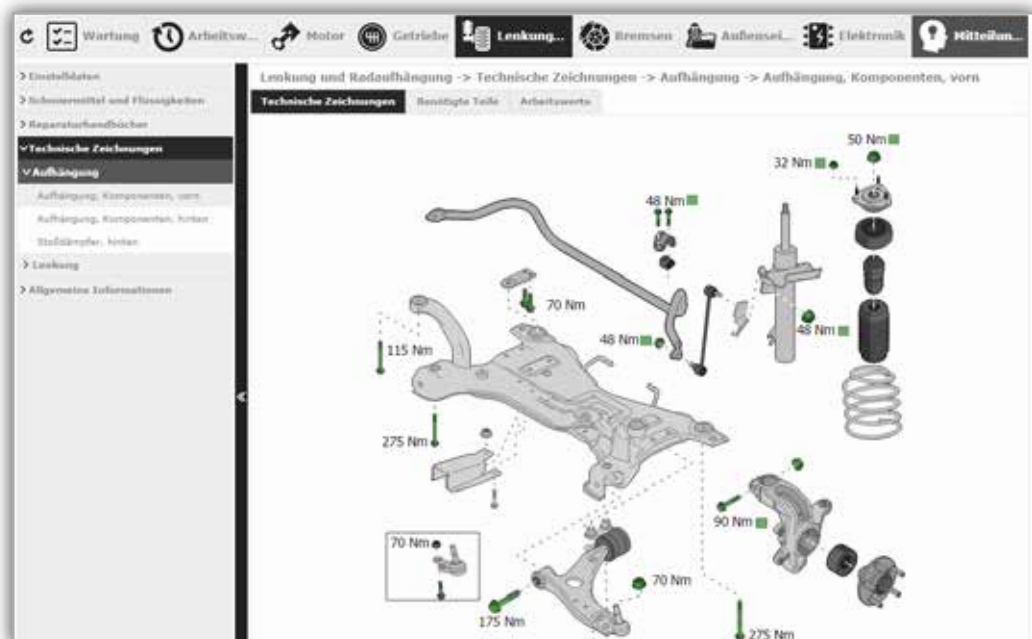 Wartung
Arbeitsw...
Motor
Getriebe
Lenkung...
Bremsen
Außensei...
Elektronik
Mitteilun...
Einstelldaten
Schmiermittel und Flüssigkeiten
Reparaturhandbücher
Technische Zeichnungen
Aufhängung
Aufhängung, Komponenten, vorn
Aufhängung, Komponenten, hinten
Stoßdämpfer, hinten
Lenkung
Allgemeine Informationen
Lenkung und Radaufhängung -> Technische Zeichnungen -> Aufhängung -> Aufhängung, Komponenten, vorn
Technische Zeichnungen
Benötigte Teile
Arbeitswerte
50 Nm
32 Nm
48 Nm
70 Nm
48 Nm
48 Nm
115 Nm
275 Nm
90 Nm
70 Nm
70 Nm
175 Nm
275 Nm